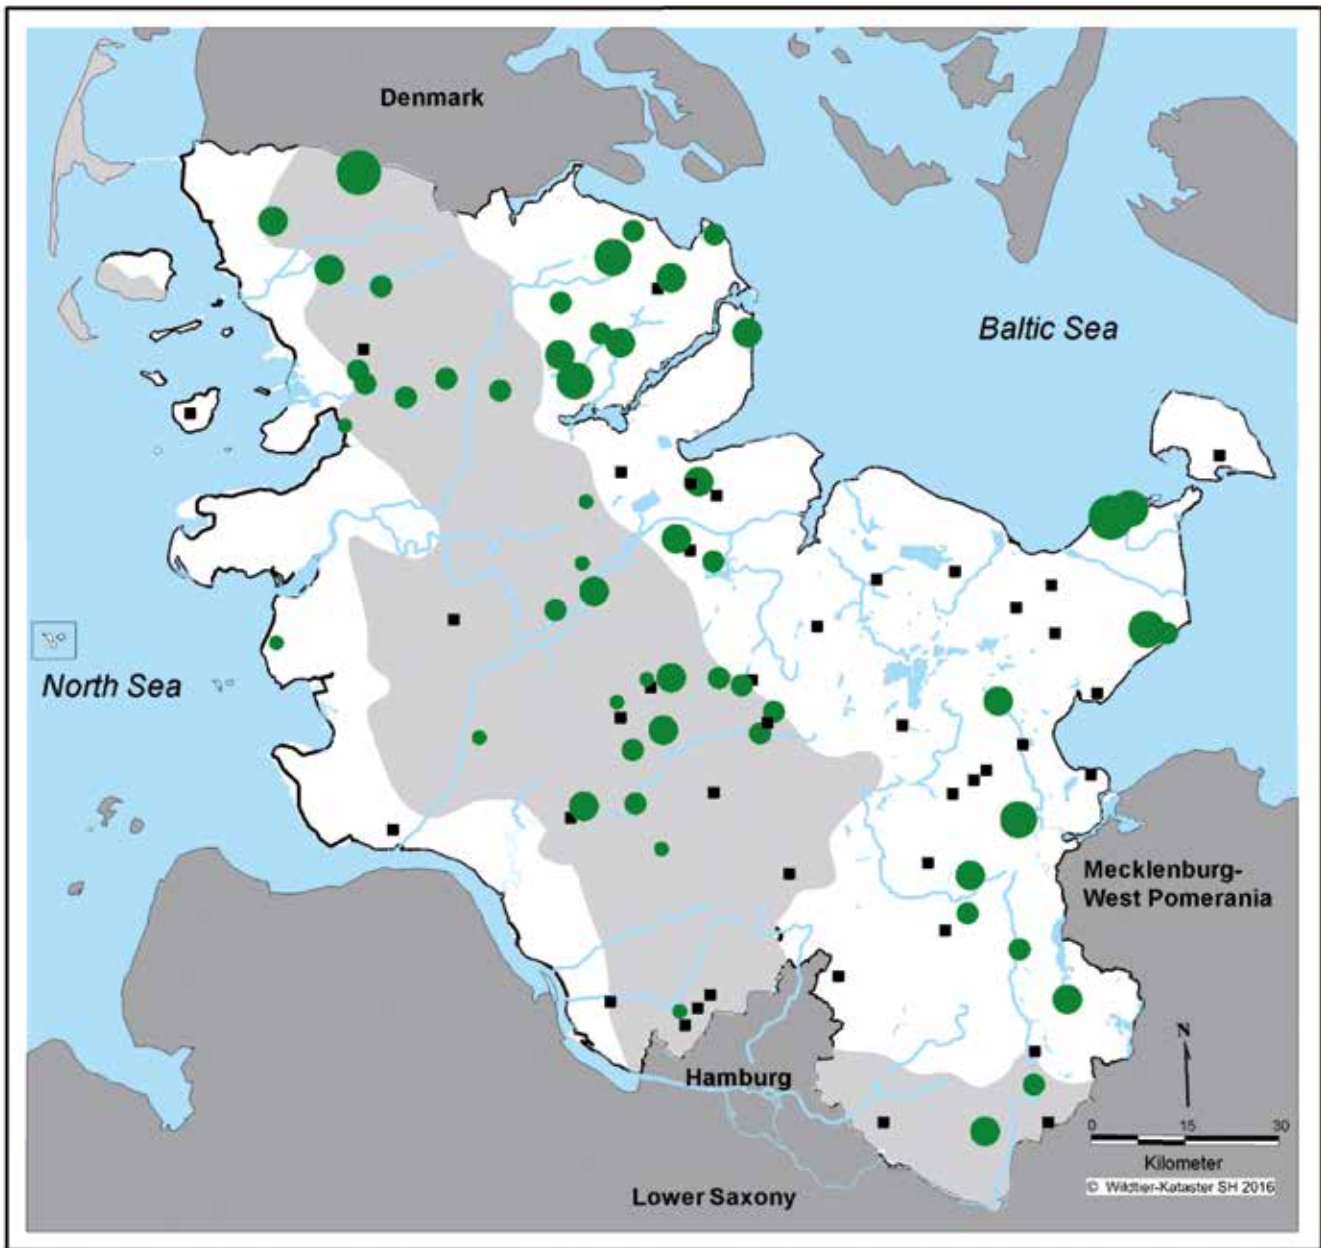 Denmark
Baltic Sea
North Sea
Mecklenburg-
West Pomerania
N
Hamburg
0 15 30
Kilometer
© Wildtier-Kataster SH 2016
Lower Saxony